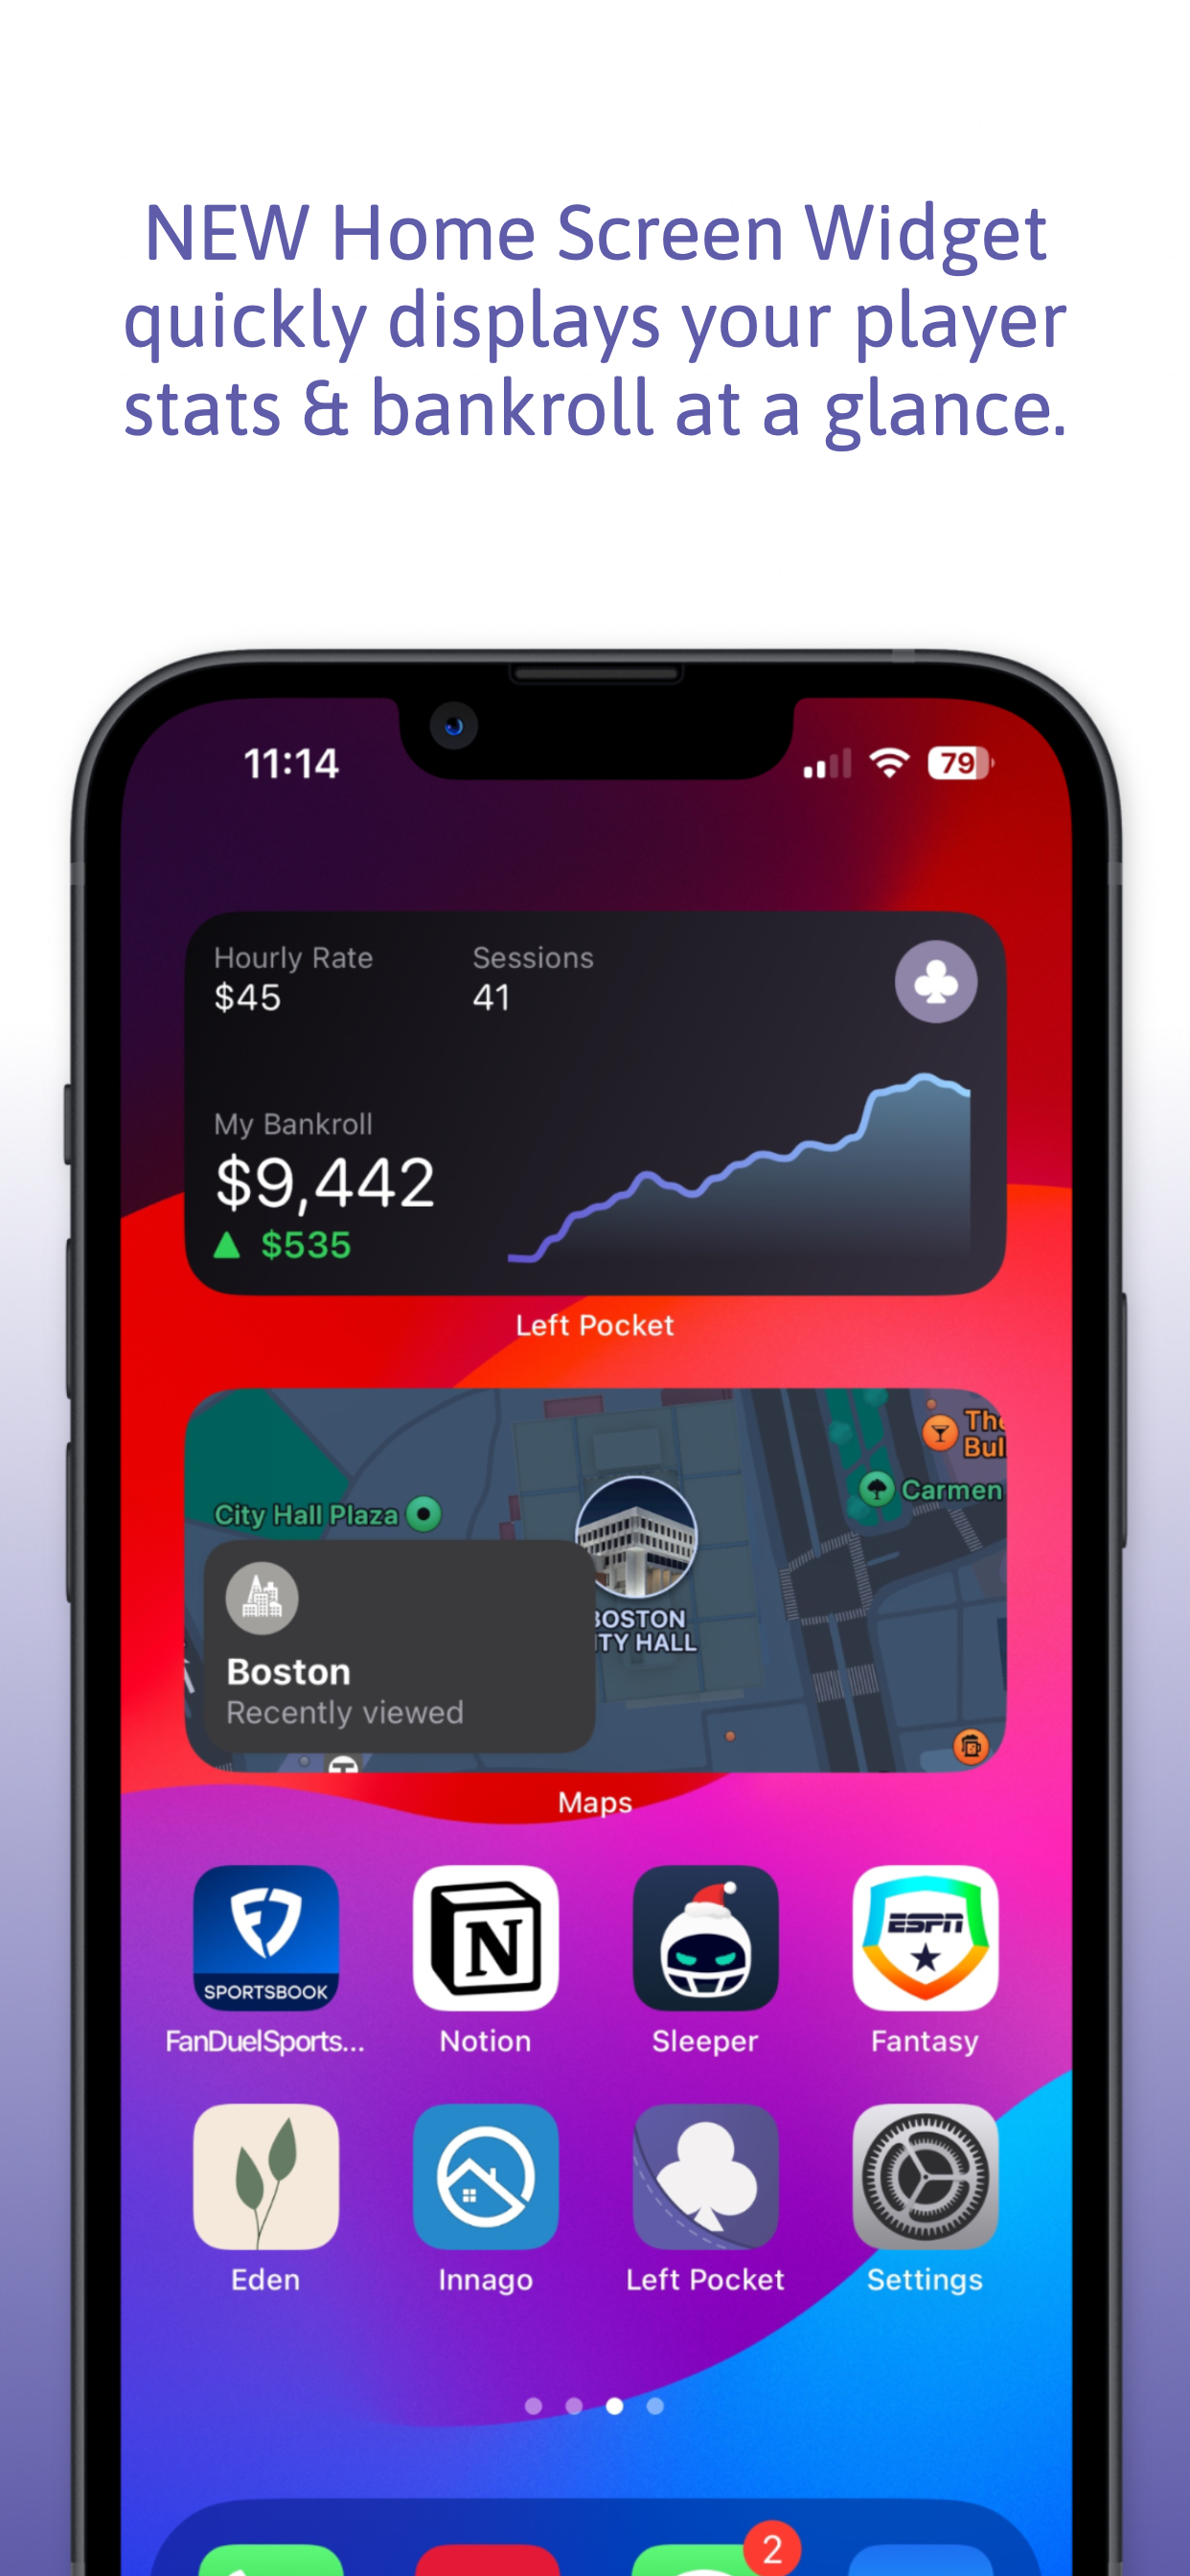 NEW Home Screen Widget
quickly displays your player
stats & bankroll at a glance.
11:14
79
Hourly Rate
$45
Sessions
41
My Bankroll
$9,442
▲ $535
Left Pocket
The
Bul
Carmen
City Hall Plaza
BOSTON
ITY HALL
Boston
Recently viewed
Maps
SPORTSBOOK
N
ESPN
FanDuelSports...
Notion
Sleeper
Fantasy
Eden
Innago
Left Pocket
Settings
2